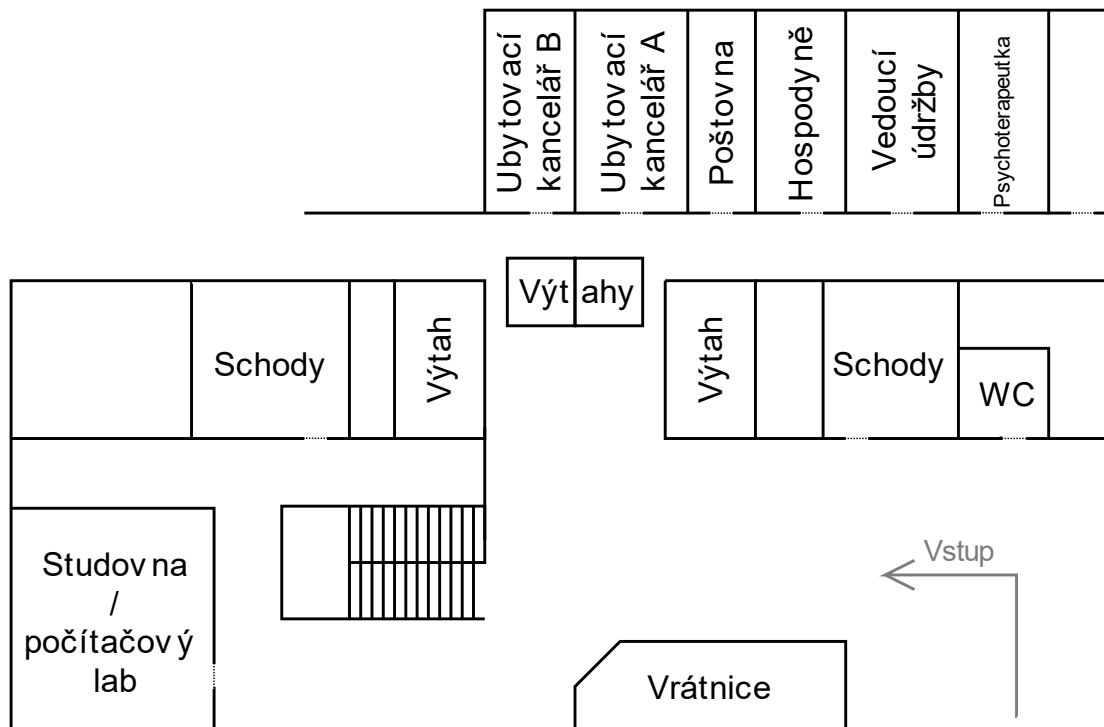 Ubytovací
kancelář B
Ubytovací
kancelář A
Poštovna
Hospodyně
Vedoucí
údržby
Psychoterapeutka
Výtahy
Schody
Výtah
Výtah
Schody
WC
Studovna
/
počítačový
lab
Vstup
Vrátnice